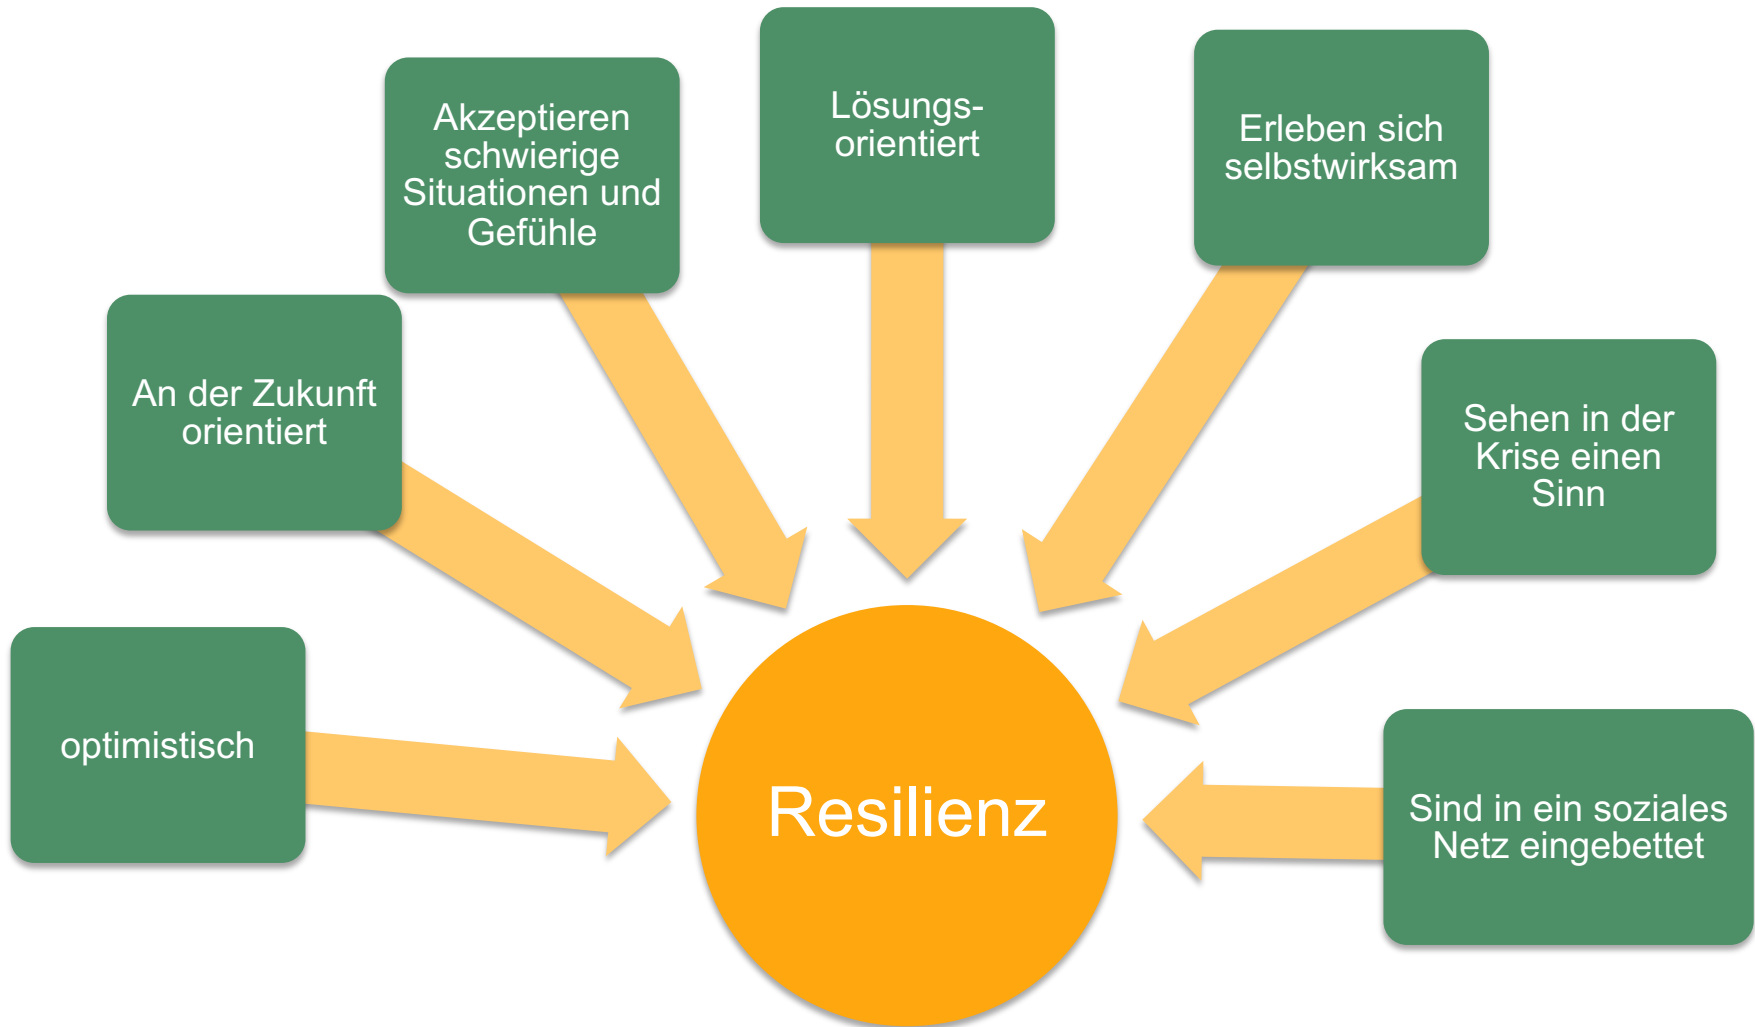 Akzeptieren
schwierige
Situationen und
Gefühle
Lösungs-
orientiert
Erleben sich
selbstwirksam
An der Zukunft
orientiert
Sehen in der
Krise einen
Sinn
optimistisch
Resilienz
Sind in ein soziales
Netz eingebettet